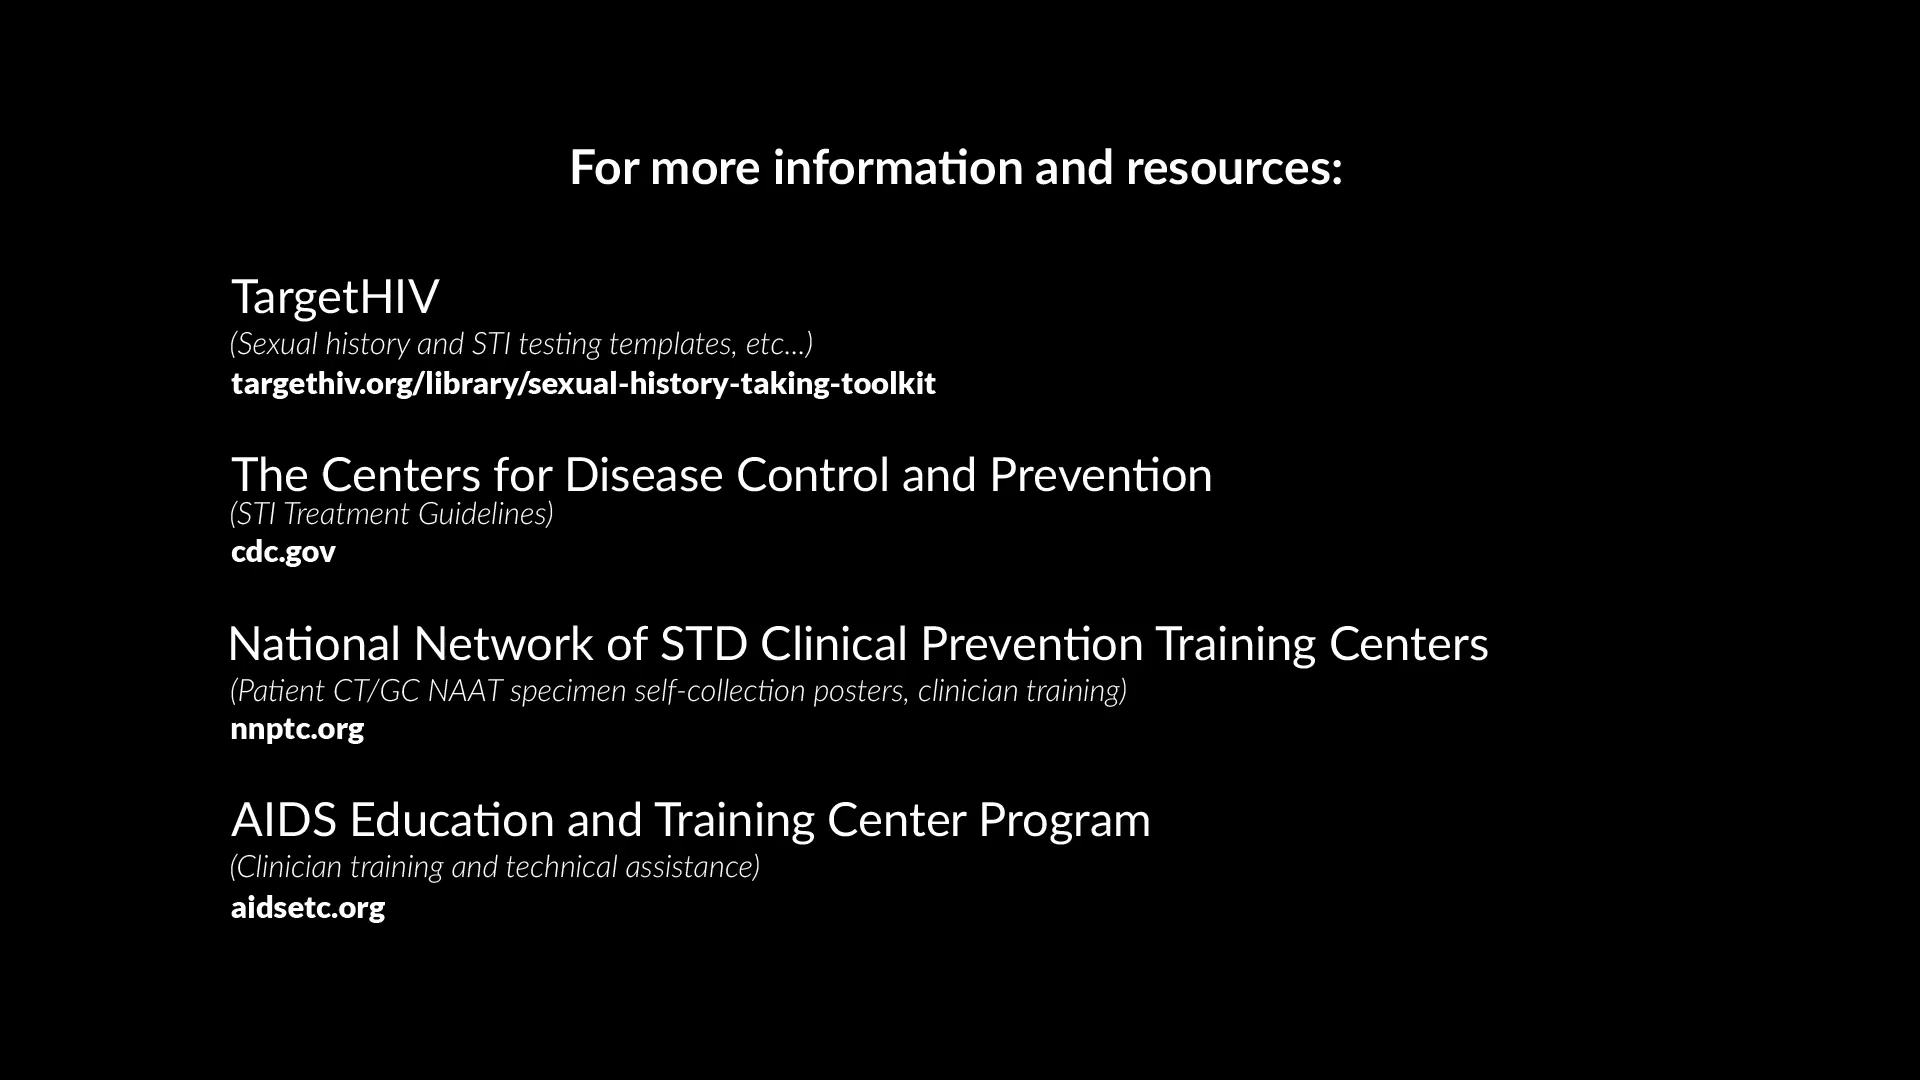 For more information and resources:
TargetHIV
(Sexual history and STI testing templates, etc...)
targethiv.org/library/sexual-history-taking-toolkit
The Centers for Disease Control and Prevention
(STI Treatment Guidelines)
cdc.gov
National Network of STD Clinical Prevention Training Centers
(Patient CT/GC NAAT specimen self-collection posters, clinician training)
nnptc.org
AIDS Education and Training Center Program
(Clinician training and technical assistance)
aidsetc.org